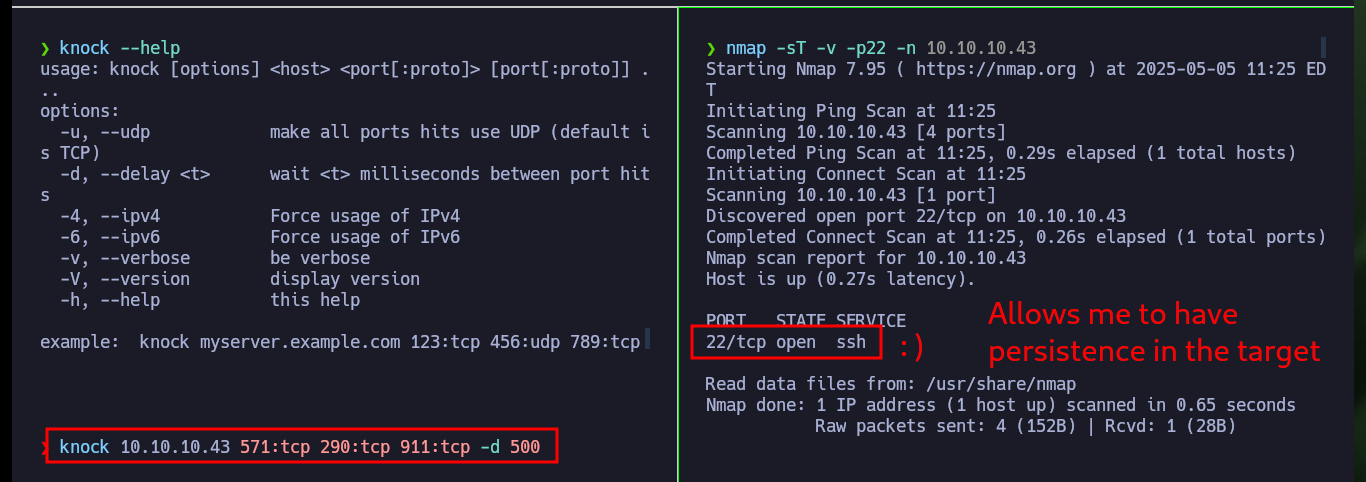 ❯ knock --help
usage: knock [options] <host> <port[:proto]> [port[:proto]] .
..
options:
  -u, --udp            make all ports hits use UDP (default i
s TCP)
  -d, --delay <t>      wait <t> milliseconds between port hit
s
  -4, --ipv4           Force usage of IPv4
  -6, --ipv6           Force usage of IPv6
  -v, --verbose        be verbose
  -V, --version        display version
  -h, --help           this help
example:  knock myserver.example.com 123:tcp 456:udp 789:tcp
❯ knock 10.10.10.43 571:tcp 290:tcp 911:tcp -d 500
❯ nmap -sT -v -p22 -n 10.10.10.43
Starting Nmap 7.95 ( https://nmap.org ) at 2025-05-05 11:25 ED
T
Initiating Ping Scan at 11:25
Scanning 10.10.10.43 [4 ports]
Completed Ping Scan at 11:25, 0.29s elapsed (1 total hosts)
Initiating Connect Scan at 11:25
Scanning 10.10.10.43 [1 port]
Discovered open port 22/tcp on 10.10.10.43
Completed Connect Scan at 11:25, 0.26s elapsed (1 total ports)
Nmap scan report for 10.10.10.43
Host is up (0.27s latency).
PORT   STATE SERVICE
22/tcp open  ssh
:)
Allows me to have
persistence in the target
Read data files from: /usr/share/nmap
Nmap done: 1 IP address (1 host up) scanned in 0.65 seconds
           Raw packets sent: 4 (152B) | Rcvd: 1 (28B)